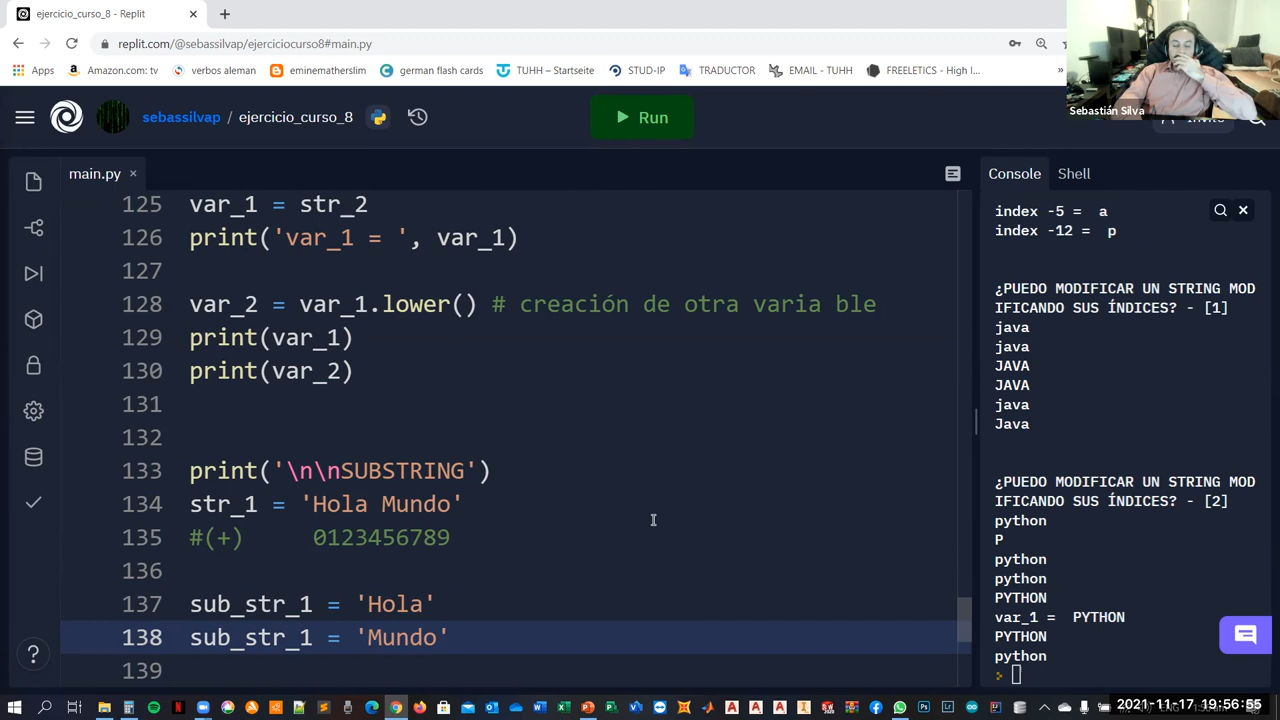 ejercicio_curso_8 - Replit
replit.com/@sebassilvap/ejerciciocurso8#main.py
Apps
Amazon.com: tv
verbos aleman
eminematherslim
german flash cards
TUHH – Startseite
STUD-IP
TRADUCTOR
EMAIL - TUHH
FREELETICS - High I...
»
Sebastián Silva
sebassilvap / ejercicio_curso_8
Run
main.py
Console
Shell
125 var_1 = str_2
126 print('var_1 = ', var_1)
127
128 var_2 = var_1.lower() # creación de otra varia ble
129 print(var_1)
130 print(var_2)
131
132
133 print('\n\nSUBSTRING')
134 str_1 = 'Hola Mundo'
135 #(+) 0123456789
136
137 sub_str_1 = 'Hola'
138 sub_str_1 = 'Mundo'
139
index -5 = a
index -12 = p
¿PUEDO MODIFICAR UN STRING MOD
IFICANDO SUS ÍNDICES? - [1]
java
java
JAVA
JAVA
java
Java
¿PUEDO MODIFICAR UN STRING MOD
IFICANDO SUS ÍNDICES? - [2]
python
P
python
python
PYTHON
var_1 = PYTHON
PYTHON
python
2021-11-17 19:56:55